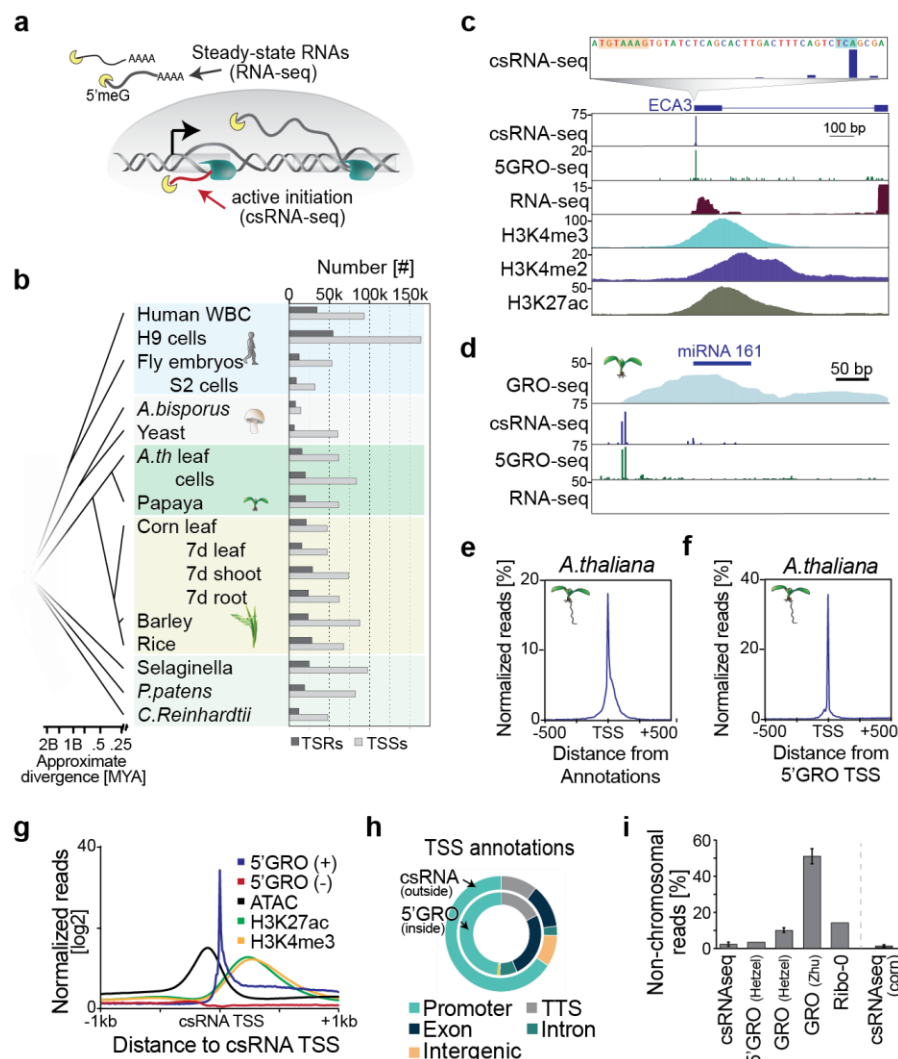 a
AAAA
Steady-state RNAs
(RNA-seq)
AAAA
5'meG
active initiation
(csRNA-seq)
b
Number [#]
0 50k 100k 150k
Human WBC
H9 cells
Fly embryos
S2 cells
A.bisporus
Yeast
A.th leaf
cells
Papaya
Corn leaf
7d leaf
7d shoot
7d root
Barley
Rice
Selaginella
P.patens
C.Reinhardtii
2B 1B .5 .25
Approximate
divergence [MYA]
TSRs TSSs
c
ATGTAAAGTGTATCTCAGCACTTGACTTTCAGTCTCAGCGA
csRNA-seq
ECA3
100 bp
75
csRNA-seq
20
5GRO-seq
15
RNA-seq
100
H3K4me3
20
H3K4me2
50
H3K27ac
d
miRNA 161
50 bp
50
GRO-seq
75
csRNA-seq
75
5GRO-seq
RNA-seq
e
A.thaliana
Normalized reads [%]
20
10
0
-500 TSS +500
Distance from
Annotations
f
A.thaliana
Normalized reads [%]
50
0
-500 TSS +500
Distance from
5'GRO TSS
g
Normalized reads
[log2]
40
0
5'GRO (+)
5'GRO (-)
ATAC
H3K27ac
H3K4me3
-1kb csRNA TSS +1kb
Distance to csRNA TSS
h
TSS annotations
csRNA
(outside)
5'GRO
(inside)
Promoter
TTS
Exon
Intron
Intergenic
i
Non-chromosomal
reads [%]
60
40
20
0
csRNAseq
5'GRO (Hetzel)
GRO (Hetzel)
GRO (Zhu)
Ribo-0
csRNAseq
(corn)